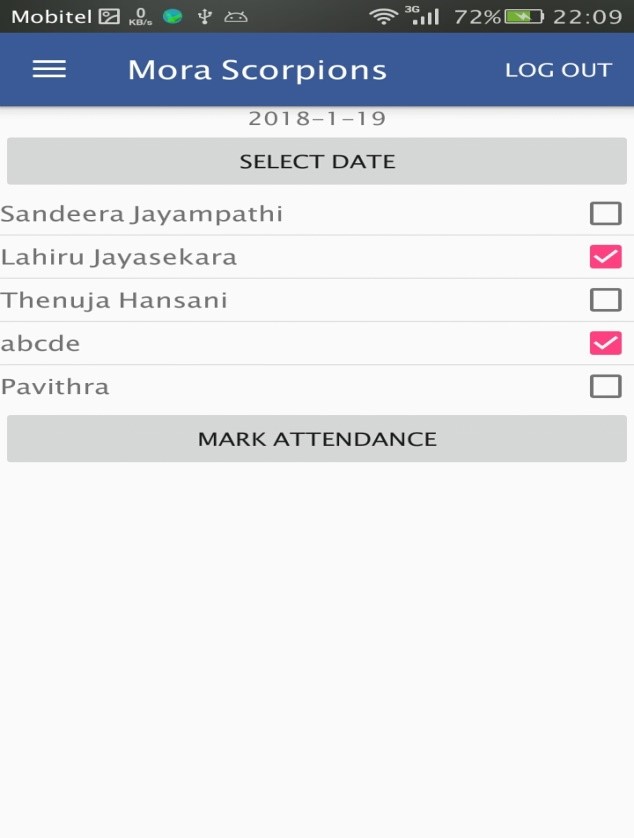 Mobitel 0 KB/s 3G 72% 22:09
Mora Scorpions LOG OUT
2018-1-19
SELECT DATE
Sandeera Jayampathi
Lahiru Jayasekara
Thenuja Hansani
abcde
Pavithra
MARK ATTENDANCE